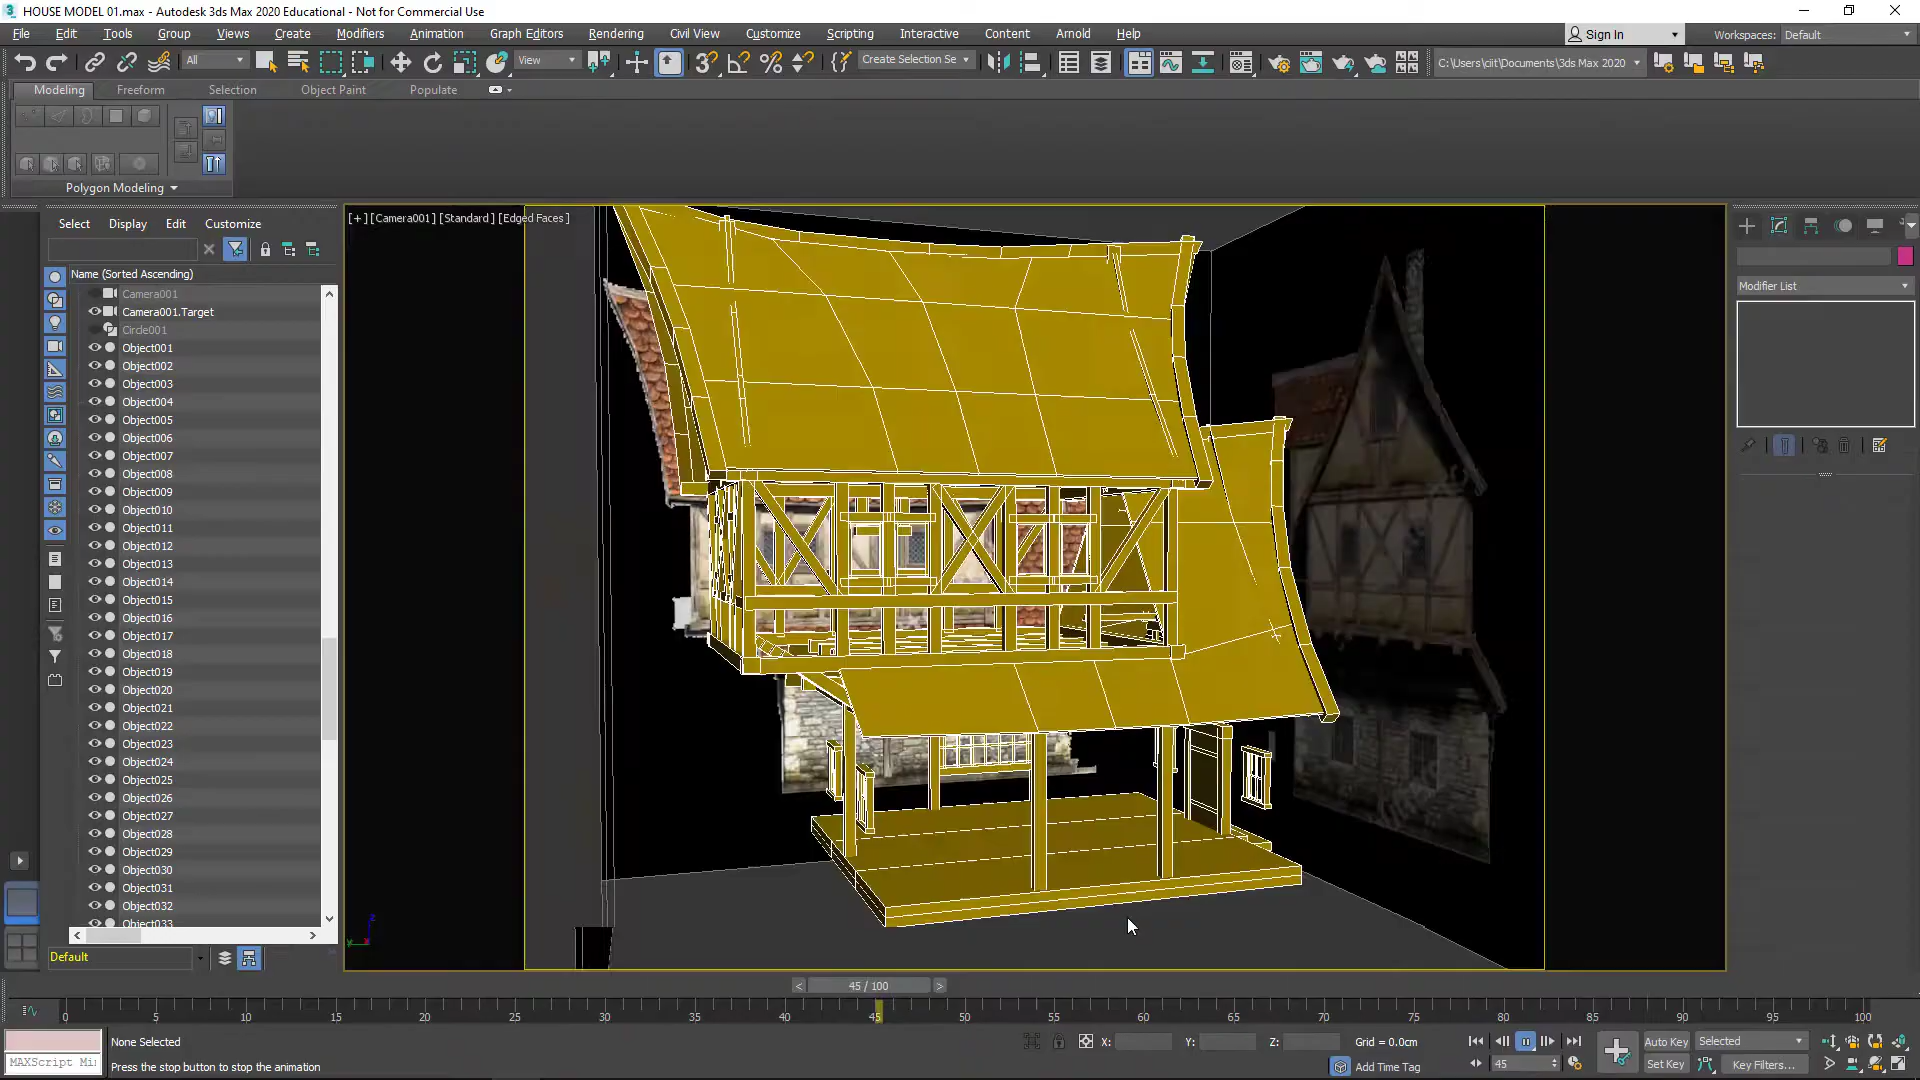 HOUSE MODEL 01.max - Autodesk 3ds Max 2020 Educational - Not for Commercial Use
File Edit Tools Group Views Create Modifiers Animation Graph Editors Rendering Civil View Customize Scripting Interactive Content Arnold Help Sign In Workspaces: Default
All View Create Selection Se C:\Users\ciit\Documents\3ds Max 2020
Modeling Freeform Selection Object Paint Populate
Polygon Modeling
Select Display Edit Customize
[+] [Camera001] [Standard] [Edged Faces]
Name (Sorted Ascending)
Modifier List
Camera001
Camera001.Target
Circle001
Object001
Object002
Object003
Object004
Object005
Object006
Object007
Object008
Object009
Object010
Object011
Object012
Object013
Object014
Object015
Object016
Object017
Object018
Object019
Object020
Object021
Object022
Object023
Object024
Object025
Object026
Object027
Object028
Object029
Object030
Object031
Object032
Object033
z
y x
Default
< 45 / 100 >
0 5 10 15 20 25 30 35 40 45 50 55 60 65 70 75 80 85 90 95 100
None Selected X: Y: Z: Grid = 0.0cm Auto Key Selected
MAXScript Mi Press the stop button to stop the animation Add Time Tag 45 Set Key Key Filters...